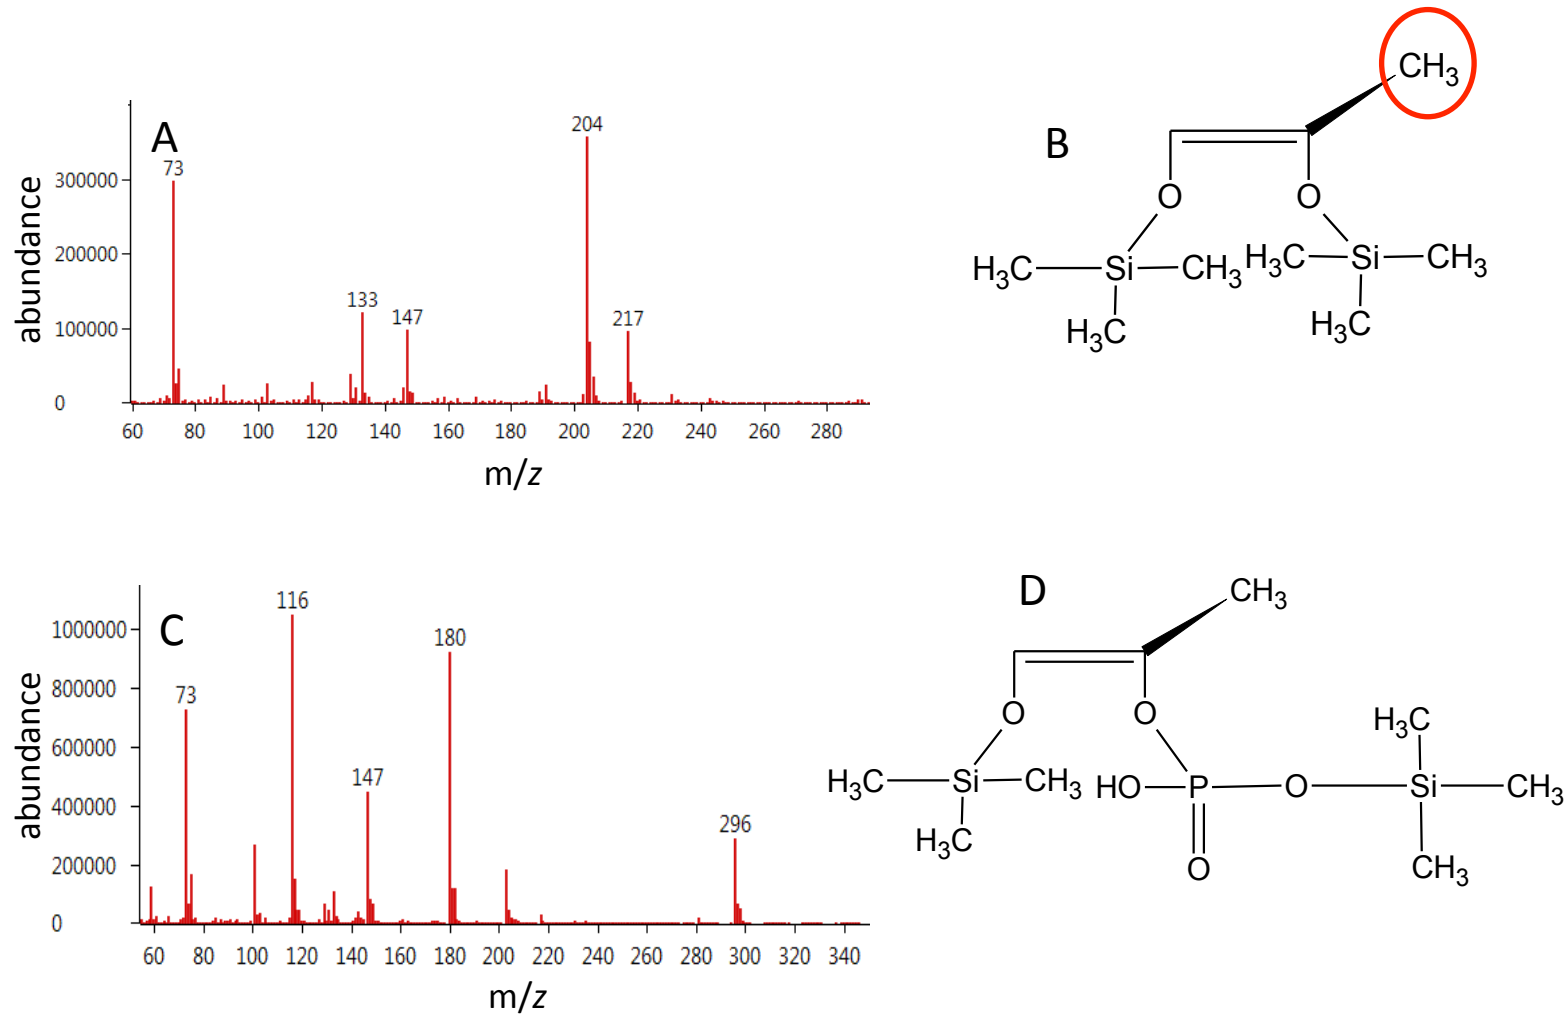 A
abundance
300000
200000
100000
0
73
133
147
204
217
60 80 100 120 140 160 180 200 220 240 260 280
m/z
B
CH3
O O
H3C Si CH3 H3C Si CH3
H3C H3C
C
abundance
1000000
800000
600000
400000
200000
0
73
116
147
180
296
60 80 100 120 140 160 180 200 220 240 260 280 300 320 340
m/z
D
CH3
O O
H3C
H3C Si CH3 HO P O Si CH3
H3C O CH3